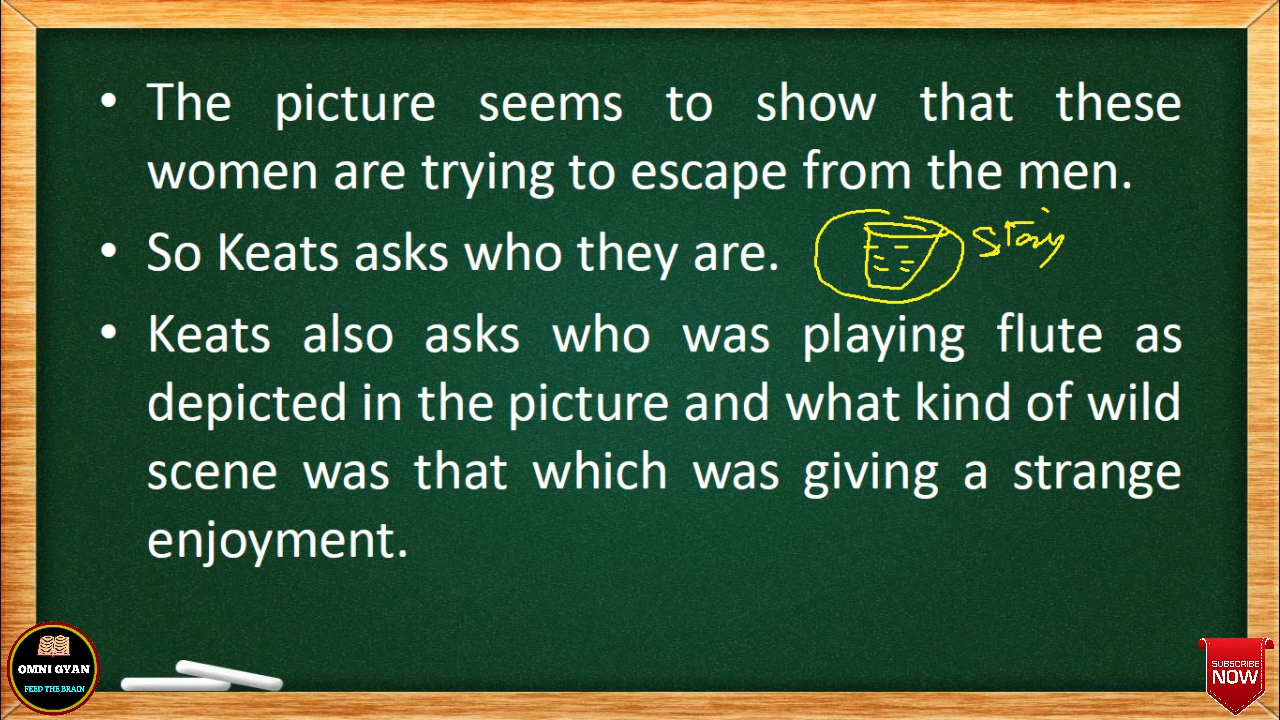 • The picture seems to show that these
women are trying to escape from the men.
• So Keats asks who they are.
Story
• Keats also asks who was playing flute as
depicted in the picture and what kind of wild
scene was that which was giving a strange
enjoyment.
OMNI GYAN
FEED THE BRAIN
SUBSCRIBE
NOW